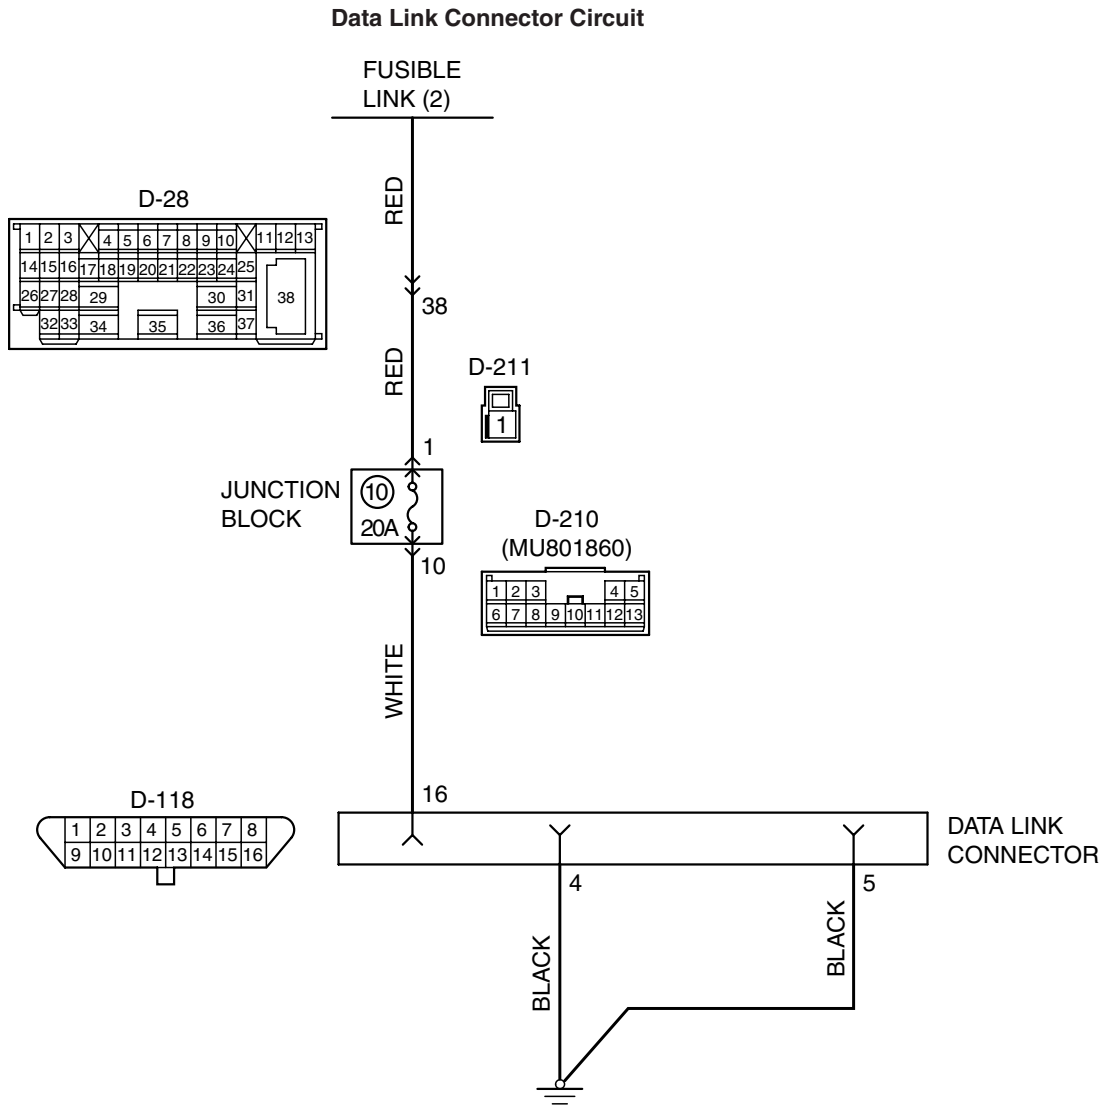 Data Link Connector Circuit
FUSIBLE
LINK (2)
RED
D-28
1 2 3 4 5 6 7 8 9 10 11 12 13
14 15 16 17 18 19 20 21 22 23 24 25
26 27 28 29 30 31 38
32 33 34 35 36 37
38
RED
D-211
1
1
JUNCTION
BLOCK
10
20A
10
D-210
(MU801860)
1 2 3 4 5
6 7 8 9 10 11 12 13
WHITE
16
D-118
1 2 3 4 5 6 7 8
9 10 11 12 13 14 15 16
DATA LINK
CONNECTOR
4
5
BLACK
BLACK